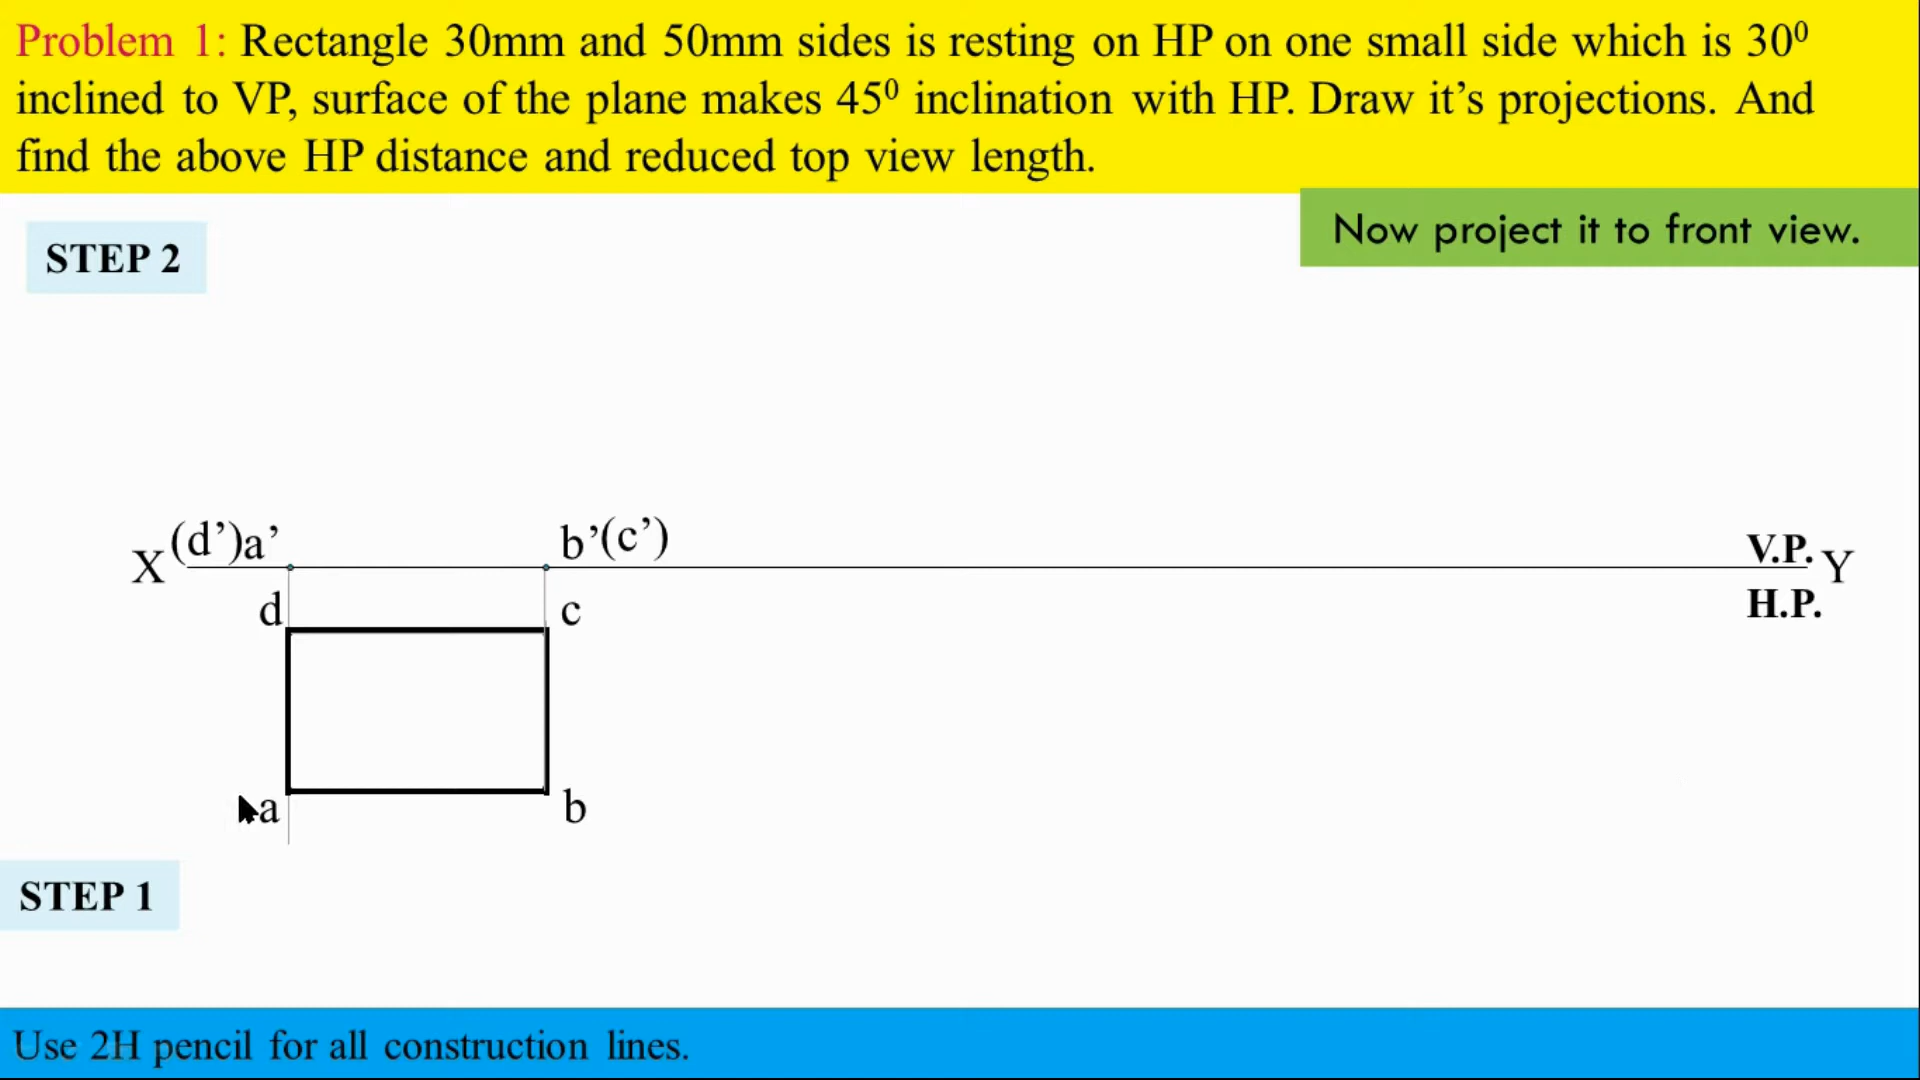 Problem 1: Rectangle 30mm and 50mm sides is resting on HP on one small side which is 30⁰
inclined to VP, surface of the plane makes 45⁰ inclination with HP. Draw it’s projections. And
find the above HP distance and reduced top view length.
Now project it to front view.
STEP 2
X (d’)a’ b’(c’) V.P. Y
d c H.P.
a b
STEP 1
Use 2H pencil for all construction lines.